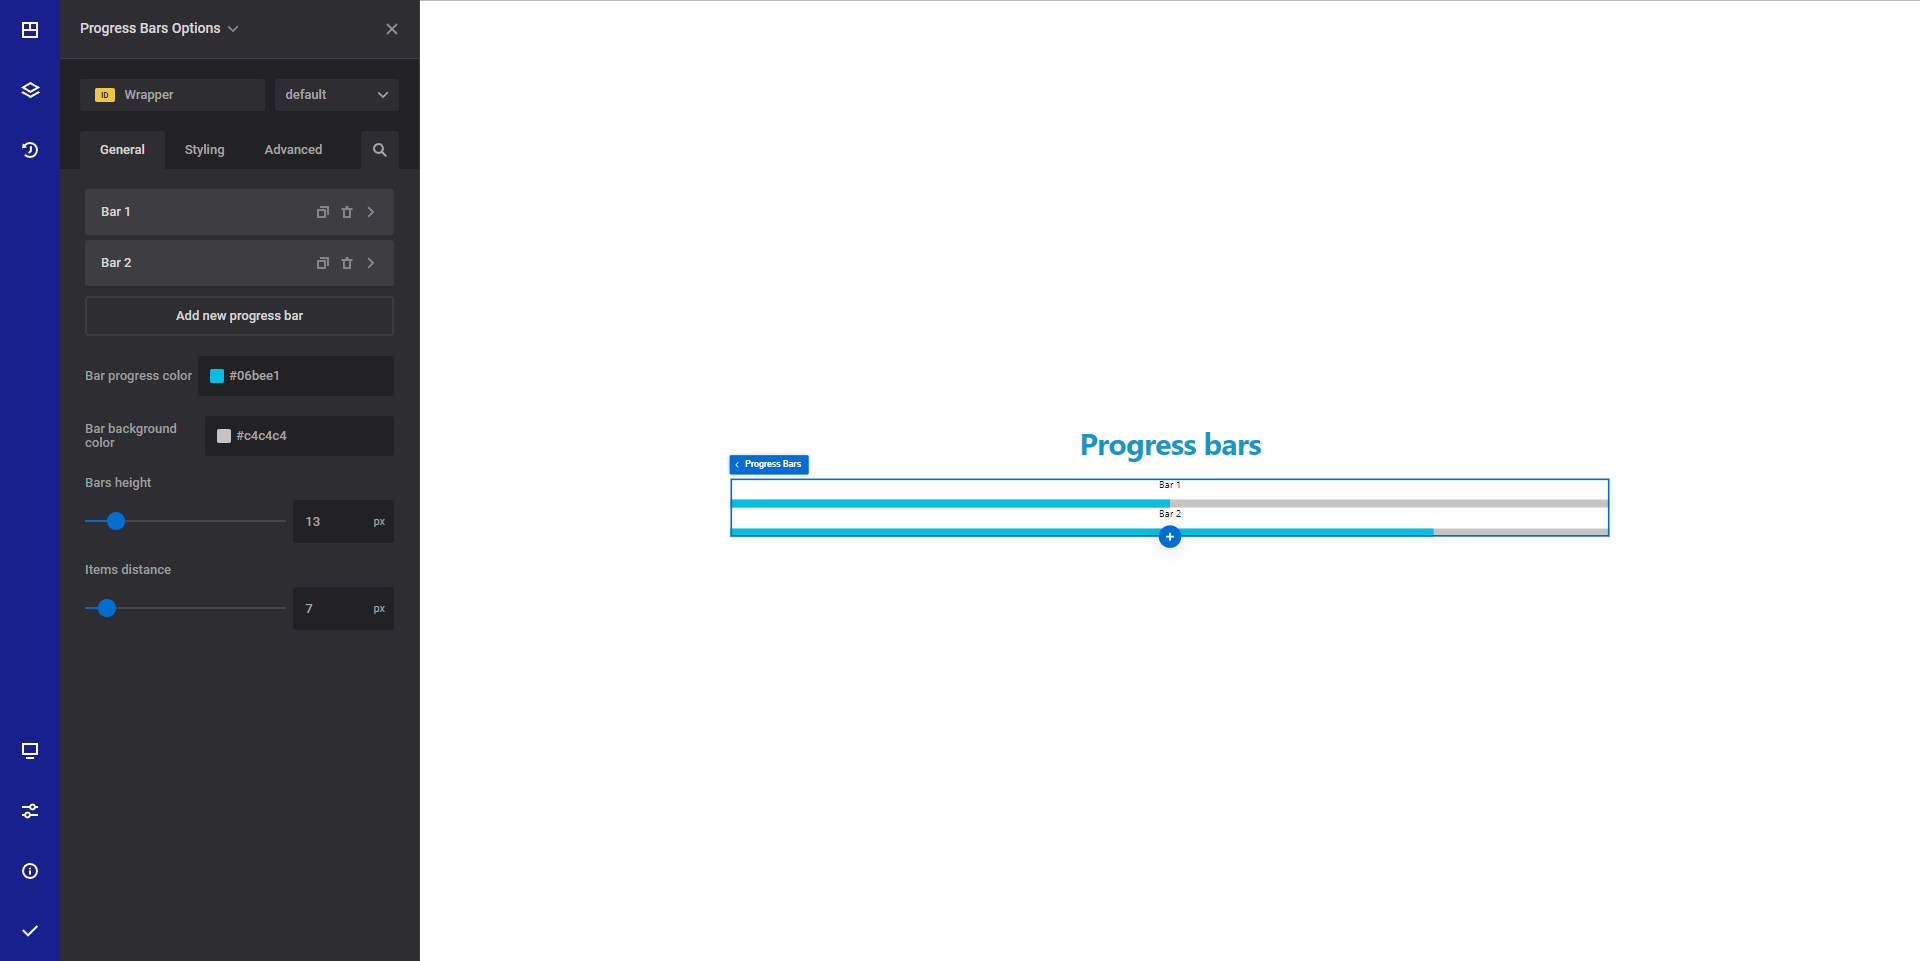 Progress Bars Options
ID Wrapper
default
General Styling Advanced
Bar 1
Bar 2
Add new progress bar
Bar progress color #06bee1
Bar background
color
#c4c4c4
Bars height
13 px
Items distance
7 px
Progress bars
Progress Bars
Bar 1
Bar 2